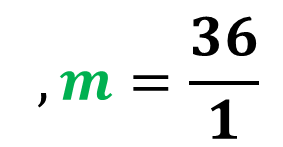 , m = 36/1